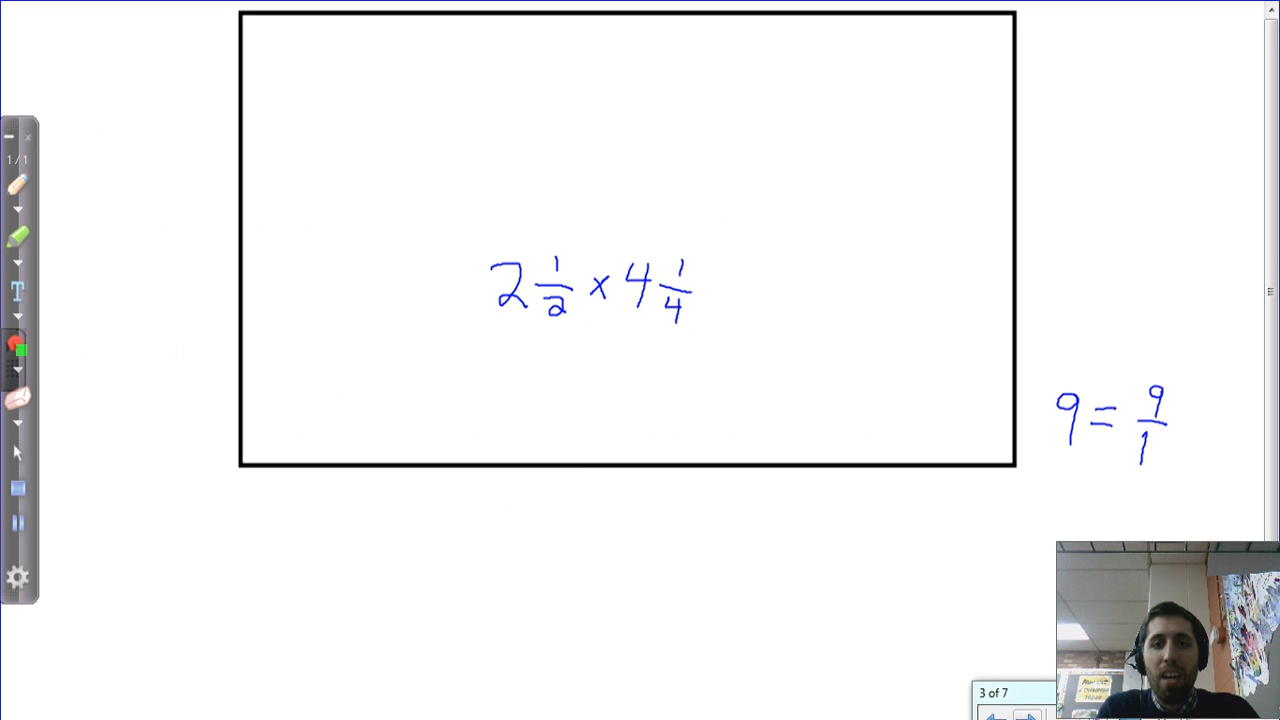 1 / 1
T
2 1/2 x 4 1/4
9 = 9/1
3 of 7